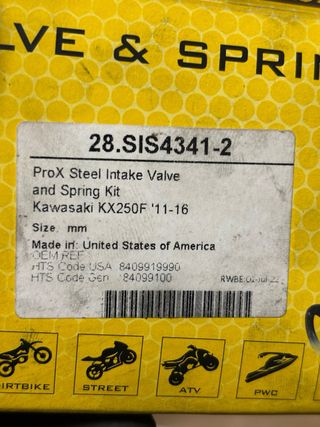 LVE & SPRIN
28.SIS4341-2
ProX Steel Intake Valve
and Spring Kit
Kawasaki KX250F '11-16
Size: mm
Made in: United States of America
OEM REF
HTS Code USA 8409919990
HTS Code Gen 84099100
RWBE
DIRTBIKE
STREET
ATV
PWC